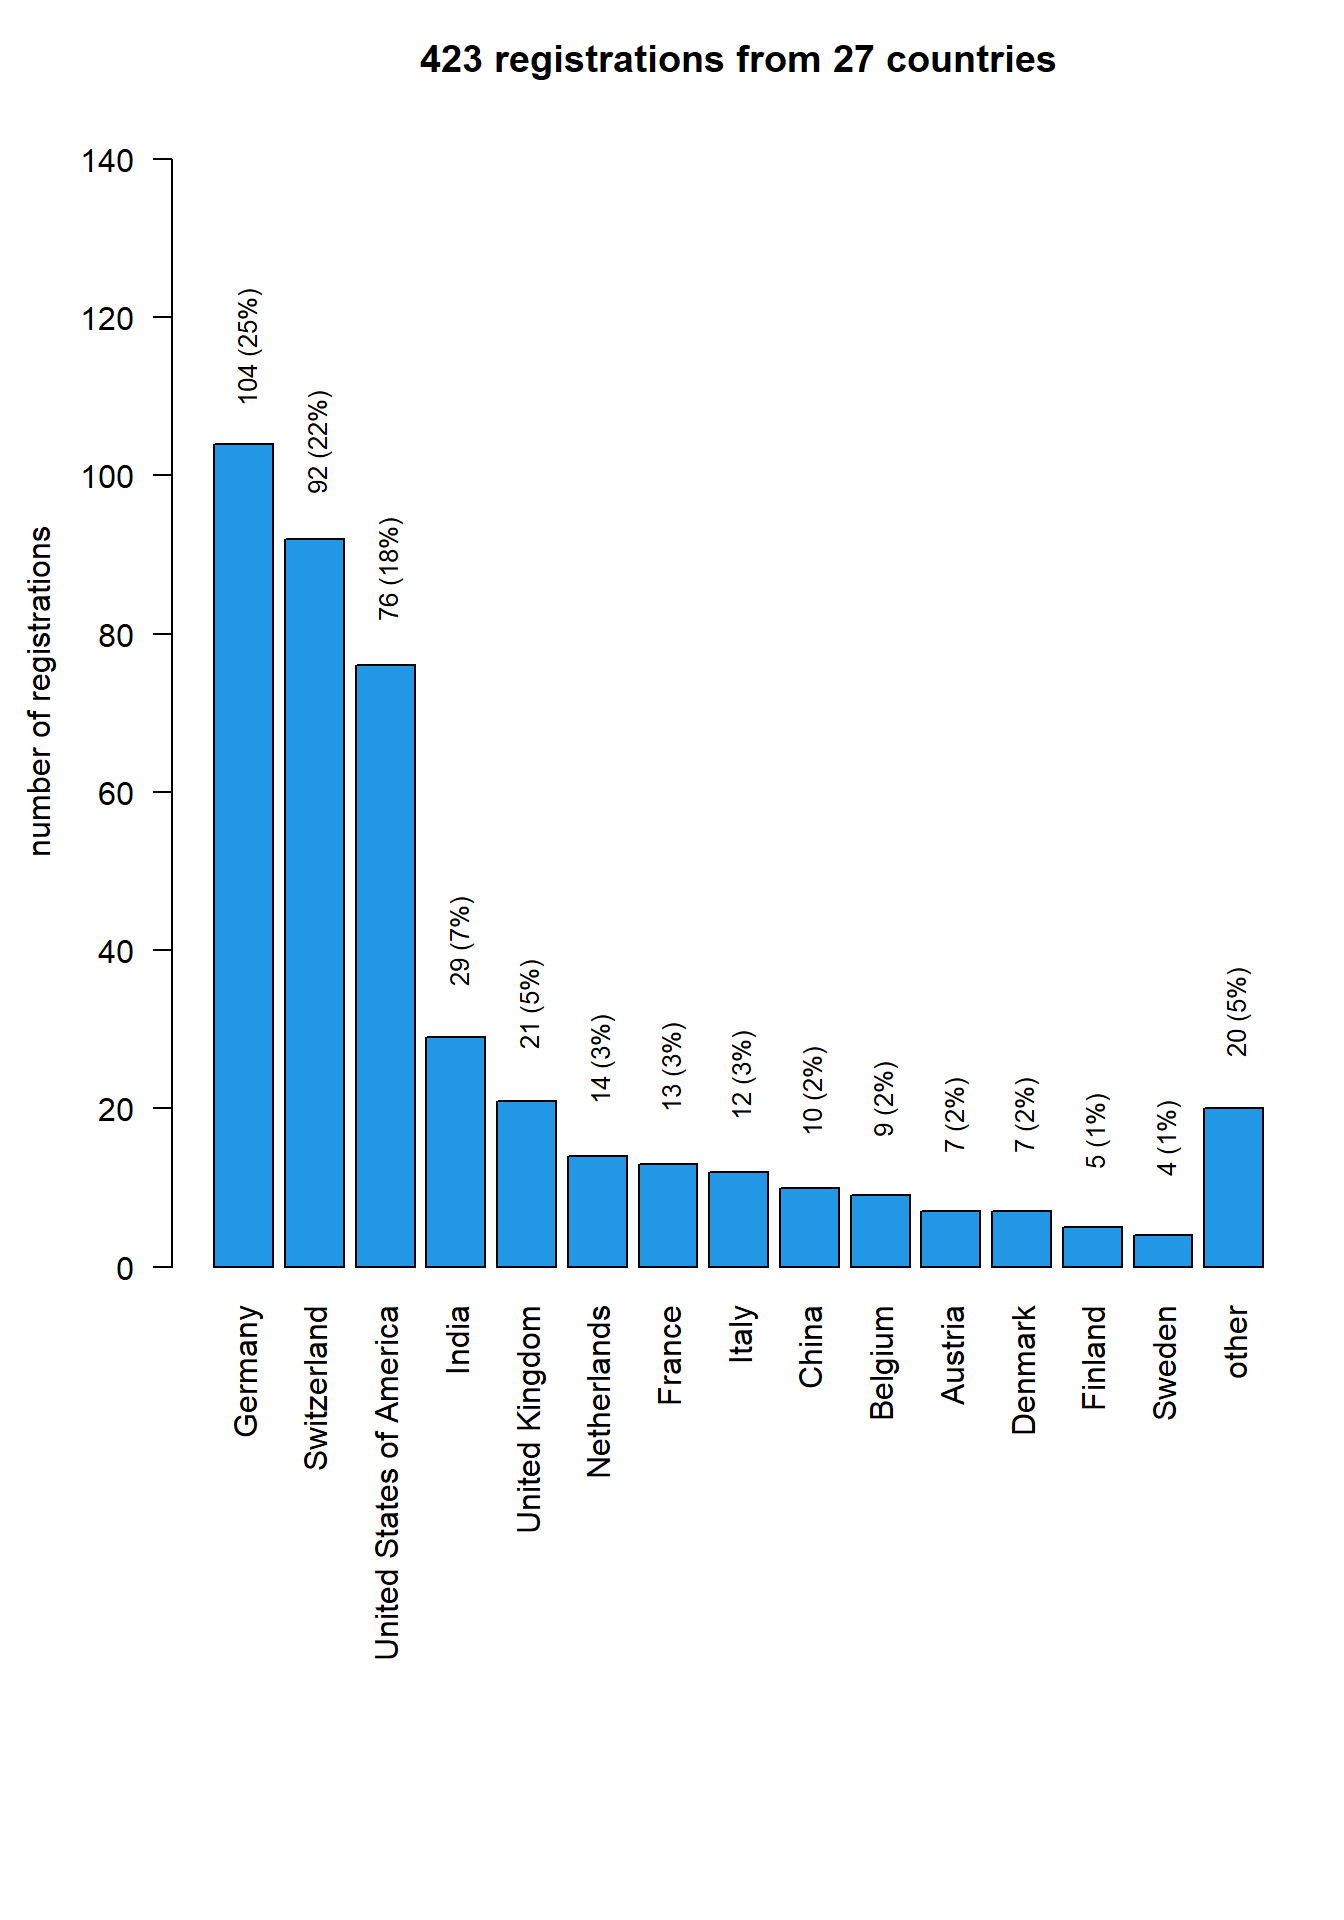 423 registrations from 27 countries
number of registrations
140
120
100
80
60
40
20
0
104 (25%)
92 (22%)
76 (18%)
29 (7%)
21 (5%)
14 (3%)
13 (3%)
12 (3%)
10 (2%)
9 (2%)
7 (2%)
7 (2%)
5 (1%)
4 (1%)
20 (5%)
Germany
Switzerland
United States of America
India
United Kingdom
Netherlands
France
Italy
China
Belgium
Austria
Denmark
Finland
Sweden
other